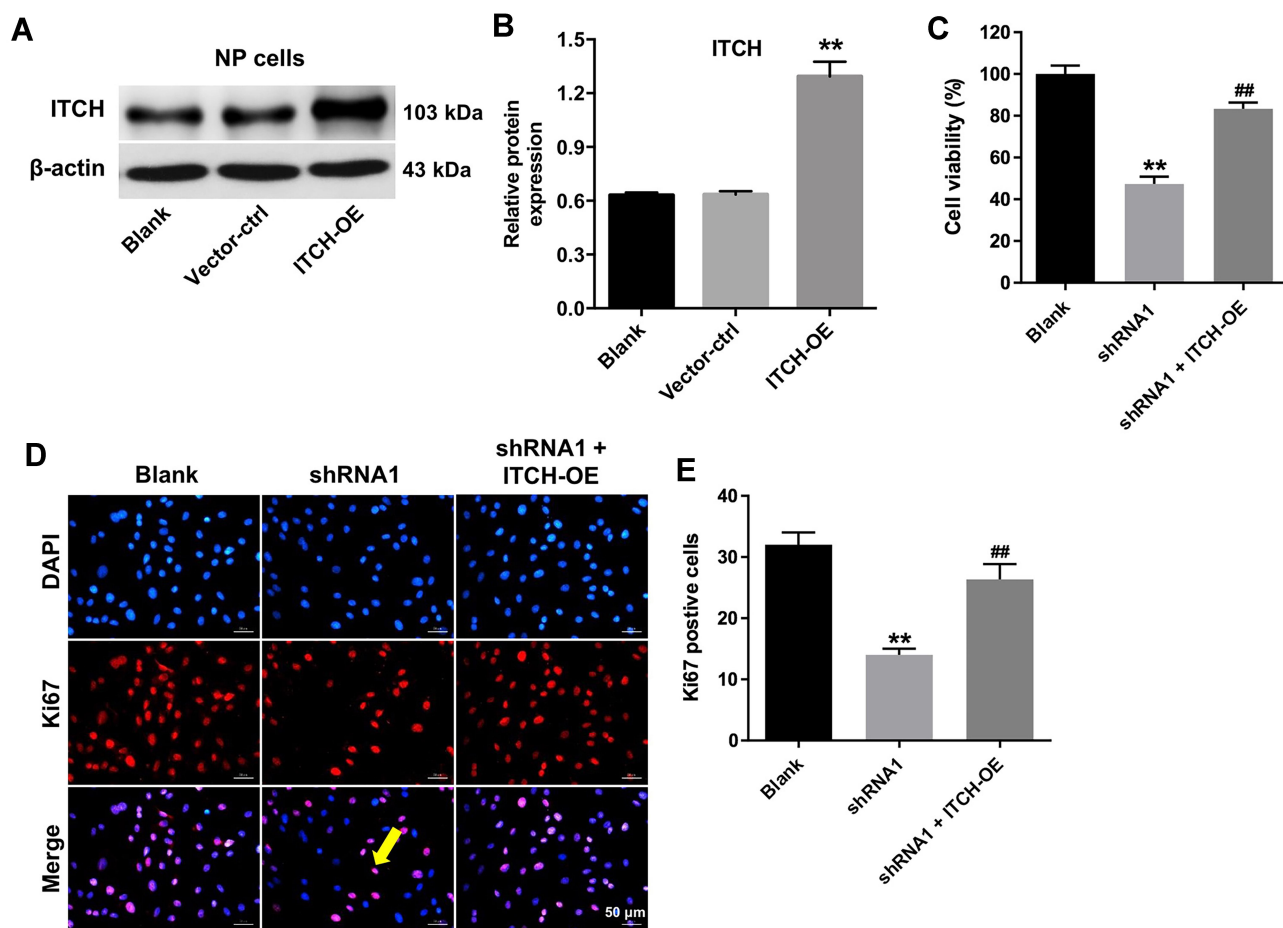 A
NP cells
ITCH
103 kDa
β-actin
43 kDa
Blank
Vector-ctrl
ITCH-OE
B
ITCH
**
Relative protein
expression
1.5
1.2
0.9
0.6
0.3
0.0
Blank
Vector-ctrl
ITCH-OE
C
Cell viability (%)
120
100
80
60
40
20
0
**
##
Blank
shRNA1
shRNA1 + ITCH-OE
D
Blank
shRNA1
shRNA1 +
ITCH-OE
DAPI
Ki67
Merge
50 µm
E
Ki67 postive cells
40
30
20
10
0
**
##
Blank
shRNA1
shRNA1 + ITCH-OE